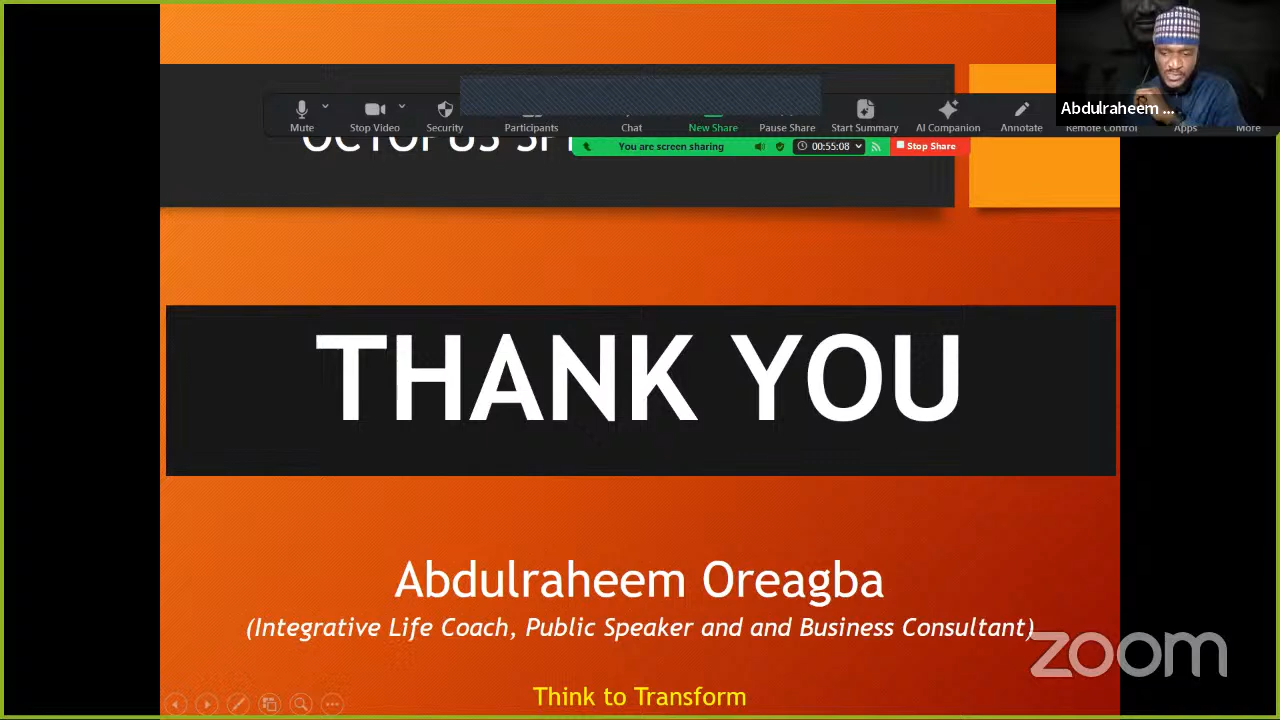 Abdulraheem ...
Mute
Stop Video
Security
Participants
Chat
New Share
Pause Share
Start Summary
AI Companion
Annotate
Remote Control
Apps
More
OCTOPUS
You are screen sharing
00:55:08
Stop Share
THANK YOU
Abdulraheem Oreagba
(Integrative Life Coach, Public Speaker and and Business Consultant)
zoom
Think to Transform